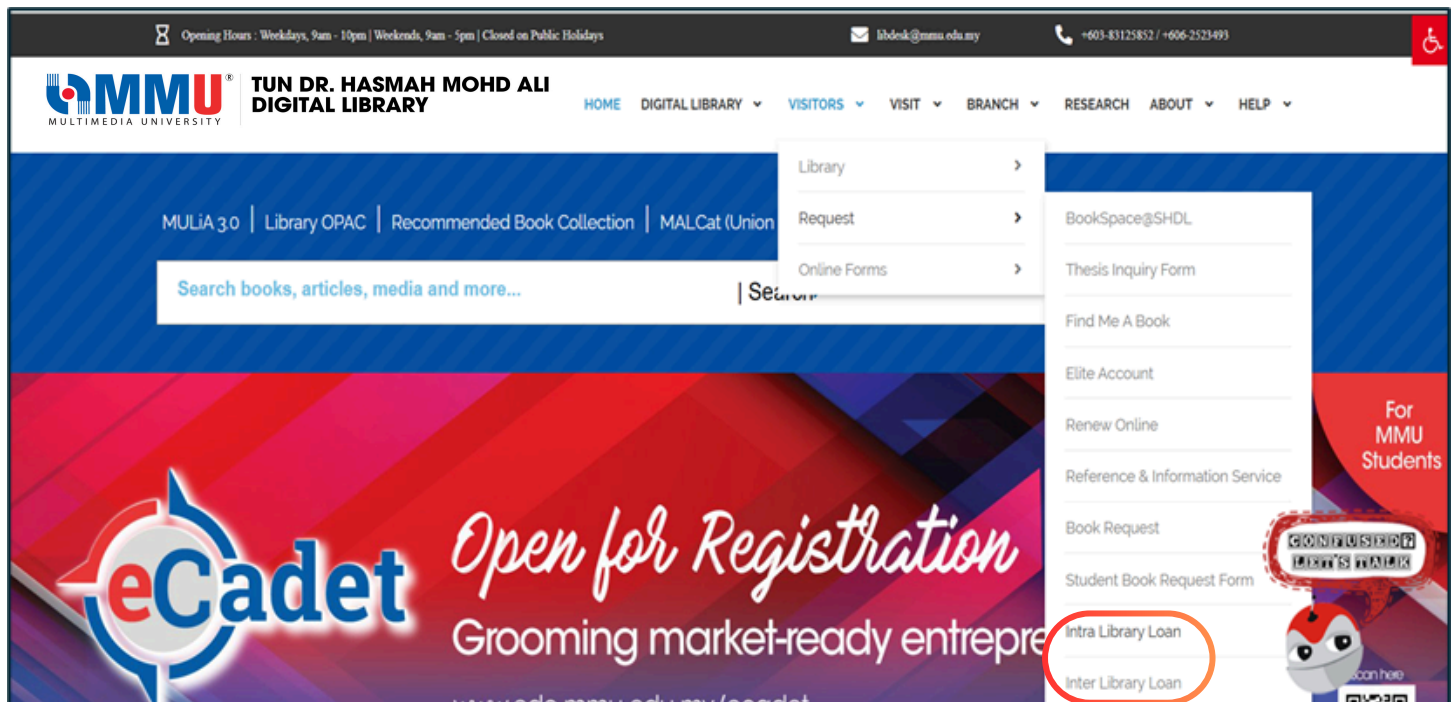 Opening Hours : Weekdays, 9am - 10pm | Weekends, 9am - 5pm | Closed on Public Holidays
libdesk@mmu.edu.my
+603-83125852 / +606-2523493
MMU®
MULTIMEDIA UNIVERSITY
TUN DR. HASMAH MOHD ALI
DIGITAL LIBRARY
HOME DIGITAL LIBRARY VISITORS VISIT BRANCH RESEARCH ABOUT HELP
Library
Request
Online Forms
MULiA 3.0 | Library OPAC | Recommended Book Collection | MALCat (Union
Search books, articles, media and more...
| Search
BookSpace@SHDL
Thesis Inquiry Form
Find Me A Book
Elite Account
Renew Online
Reference & Information Service
Book Request
Student Book Request Form
Intra Library Loan
Inter Library Loan
For
MMU
Students
eCadet
Open for Registration
Grooming market-ready entrepre
CONFUSED?
LET'S TALK
scan here